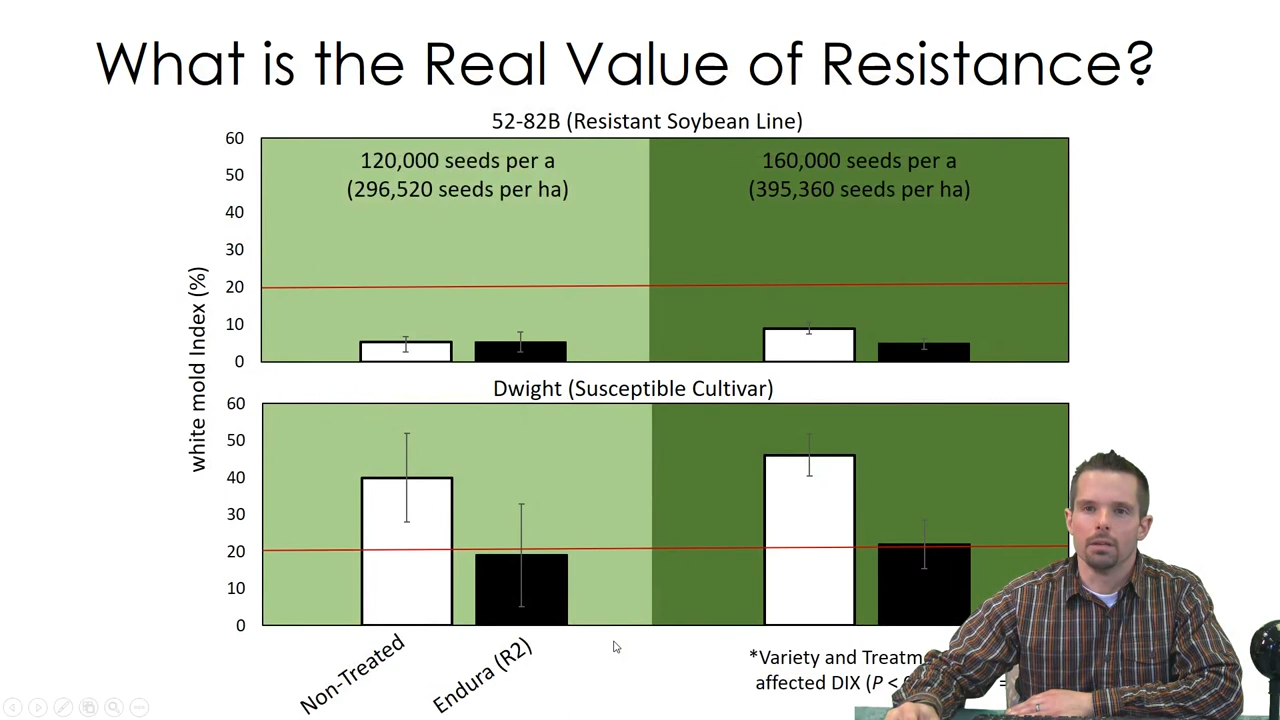 What is the Real Value of Resistance?
52-82B (Resistant Soybean Line)
60
50
40
30
20
10
0
120,000 seeds per a
(296,520 seeds per ha)
160,000 seeds per a
(395,360 seeds per ha)
white mold Index (%)
Dwight (Susceptible Cultivar)
60
50
40
30
20
10
0
Non-Treated
Endura (R2)
*Variety and
affected DIX (P <